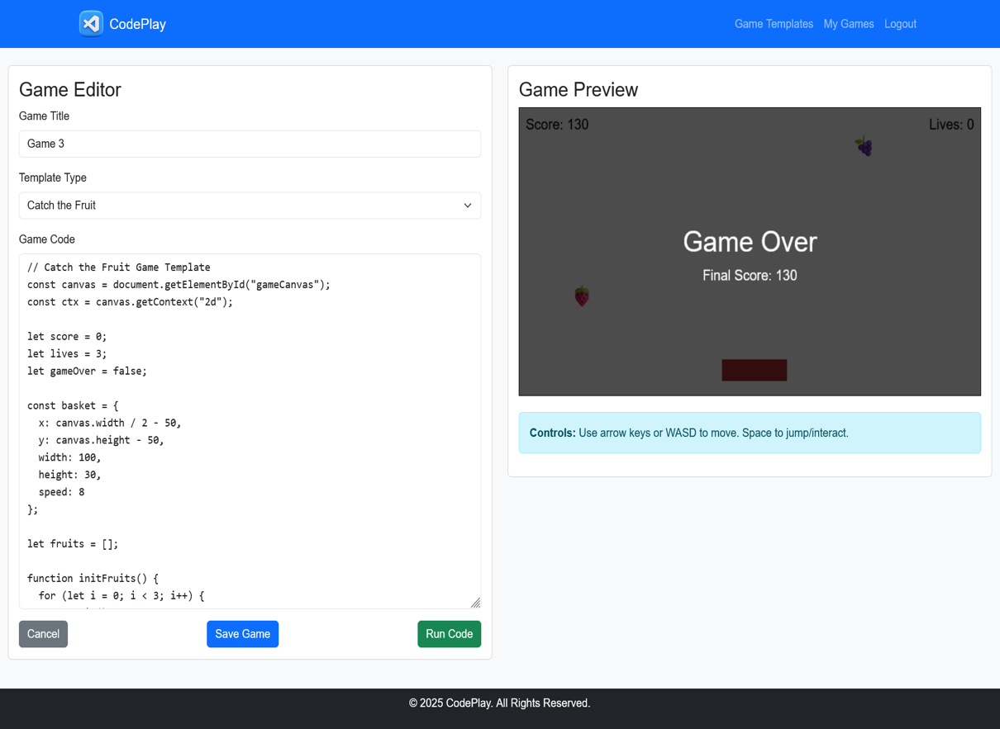 CodePlay
Game Templates My Games Logout
Game Editor
Game Title
Game 3
Template Type
Catch the Fruit
Game Code
// Catch the Fruit Game Template
const canvas = document.getElementById("gameCanvas");
const ctx = canvas.getContext("2d");
let score = 0;
let lives = 3;
let gameOver = false;
const basket = {
x: canvas.width / 2 - 50,
y: canvas.height - 50,
width: 100,
height: 30,
speed: 8
};
let fruits = [];
function initFruits() {
for (let i = 0; i < 3; i++) {
Cancel
Save Game
Run Code
Game Preview
Score: 130
Lives: 0
Game Over
Final Score: 130
Controls: Use arrow keys or WASD to move. Space to jump/interact.
© 2025 CodePlay. All Rights Reserved.